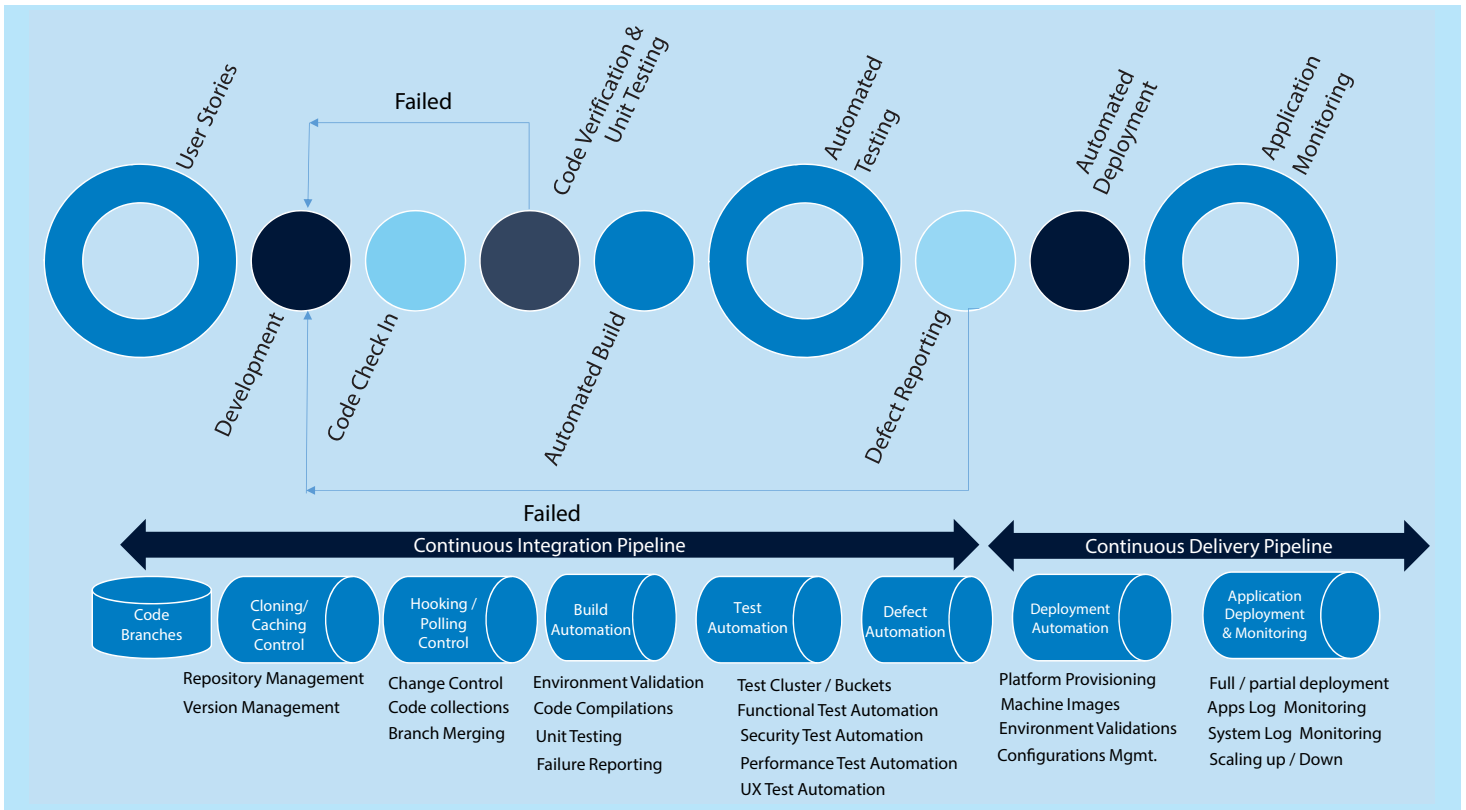 User Stories
Failed
Code Verification &
Unit Testing
Automated
Testing
Automated
Deployment
Application
Monitoring
Development
Code Check In
Automated Build
Defect Reporting
Failed
Continuous Integration Pipeline
Continuous Delivery Pipeline
Code
Branches
Cloning/
Caching
Control
Hooking /
Polling
Control
Build
Automation
Test
Automation
Defect
Automation
Deployment
Automation
Application
Deployment
& Monitoring
Repository Management
Version Management
Change Control
Code collections
Branch Merging
Environment Validation
Code Compilations
Unit Testing
Failure Reporting
Test Cluster / Buckets
Functional Test Automation
Security Test Automation
Performance Test Automation
UX Test Automation
Platform Provisioning
Machine Images
Environment Validations
Configurations Mgmt.
Full / partial deployment
Apps Log Monitoring
System Log Monitoring
Scaling up / Down